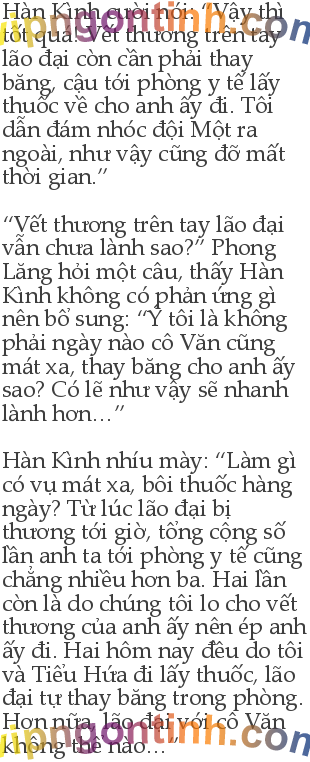 Hàn Kình cười nói: “Vậy thì
tốt quá. Vết thương trên tay
lão đại còn cần phải thay
băng, cậu tới phòng y tế lấy
thuốc về cho anh ấy đi. Tôi
dẫn đám nhóc đội Một ra
ngoài, như vậy cũng đỡ mất
thời gian.”
“Vết thương trên tay lão đại
vẫn chưa lành sao?” Phong
Lăng hỏi một câu, thấy Hàn
Kình không có phản ứng gì
nên bổ sung: “Ý tôi là không
phải ngày nào cô Văn cũng
mát xa, thay băng cho anh ấy
sao? Có lẽ như vậy sẽ nhanh
lành hơn…”
Hàn Kình nhíu mày: “Làm gì
có vụ mát xa, bôi thuốc hàng
ngày? Từ lúc lão đại bị
thương tới giờ, tổng cộng số
lần anh ta tới phòng y tế cũng
chẳng nhiều hơn ba. Hai lần
còn là do chúng tôi lo cho vết
thương của anh ấy nên ép anh
ấy đi. Hai hôm nay đều do tôi
và Tiểu Hứa đi lấy thuốc, lão
đại tự thay băng trong phòng.
Hơn nữa, lão đại với cô Văn
không thể nào…”
vipngontinh.com
vipngontinh.com